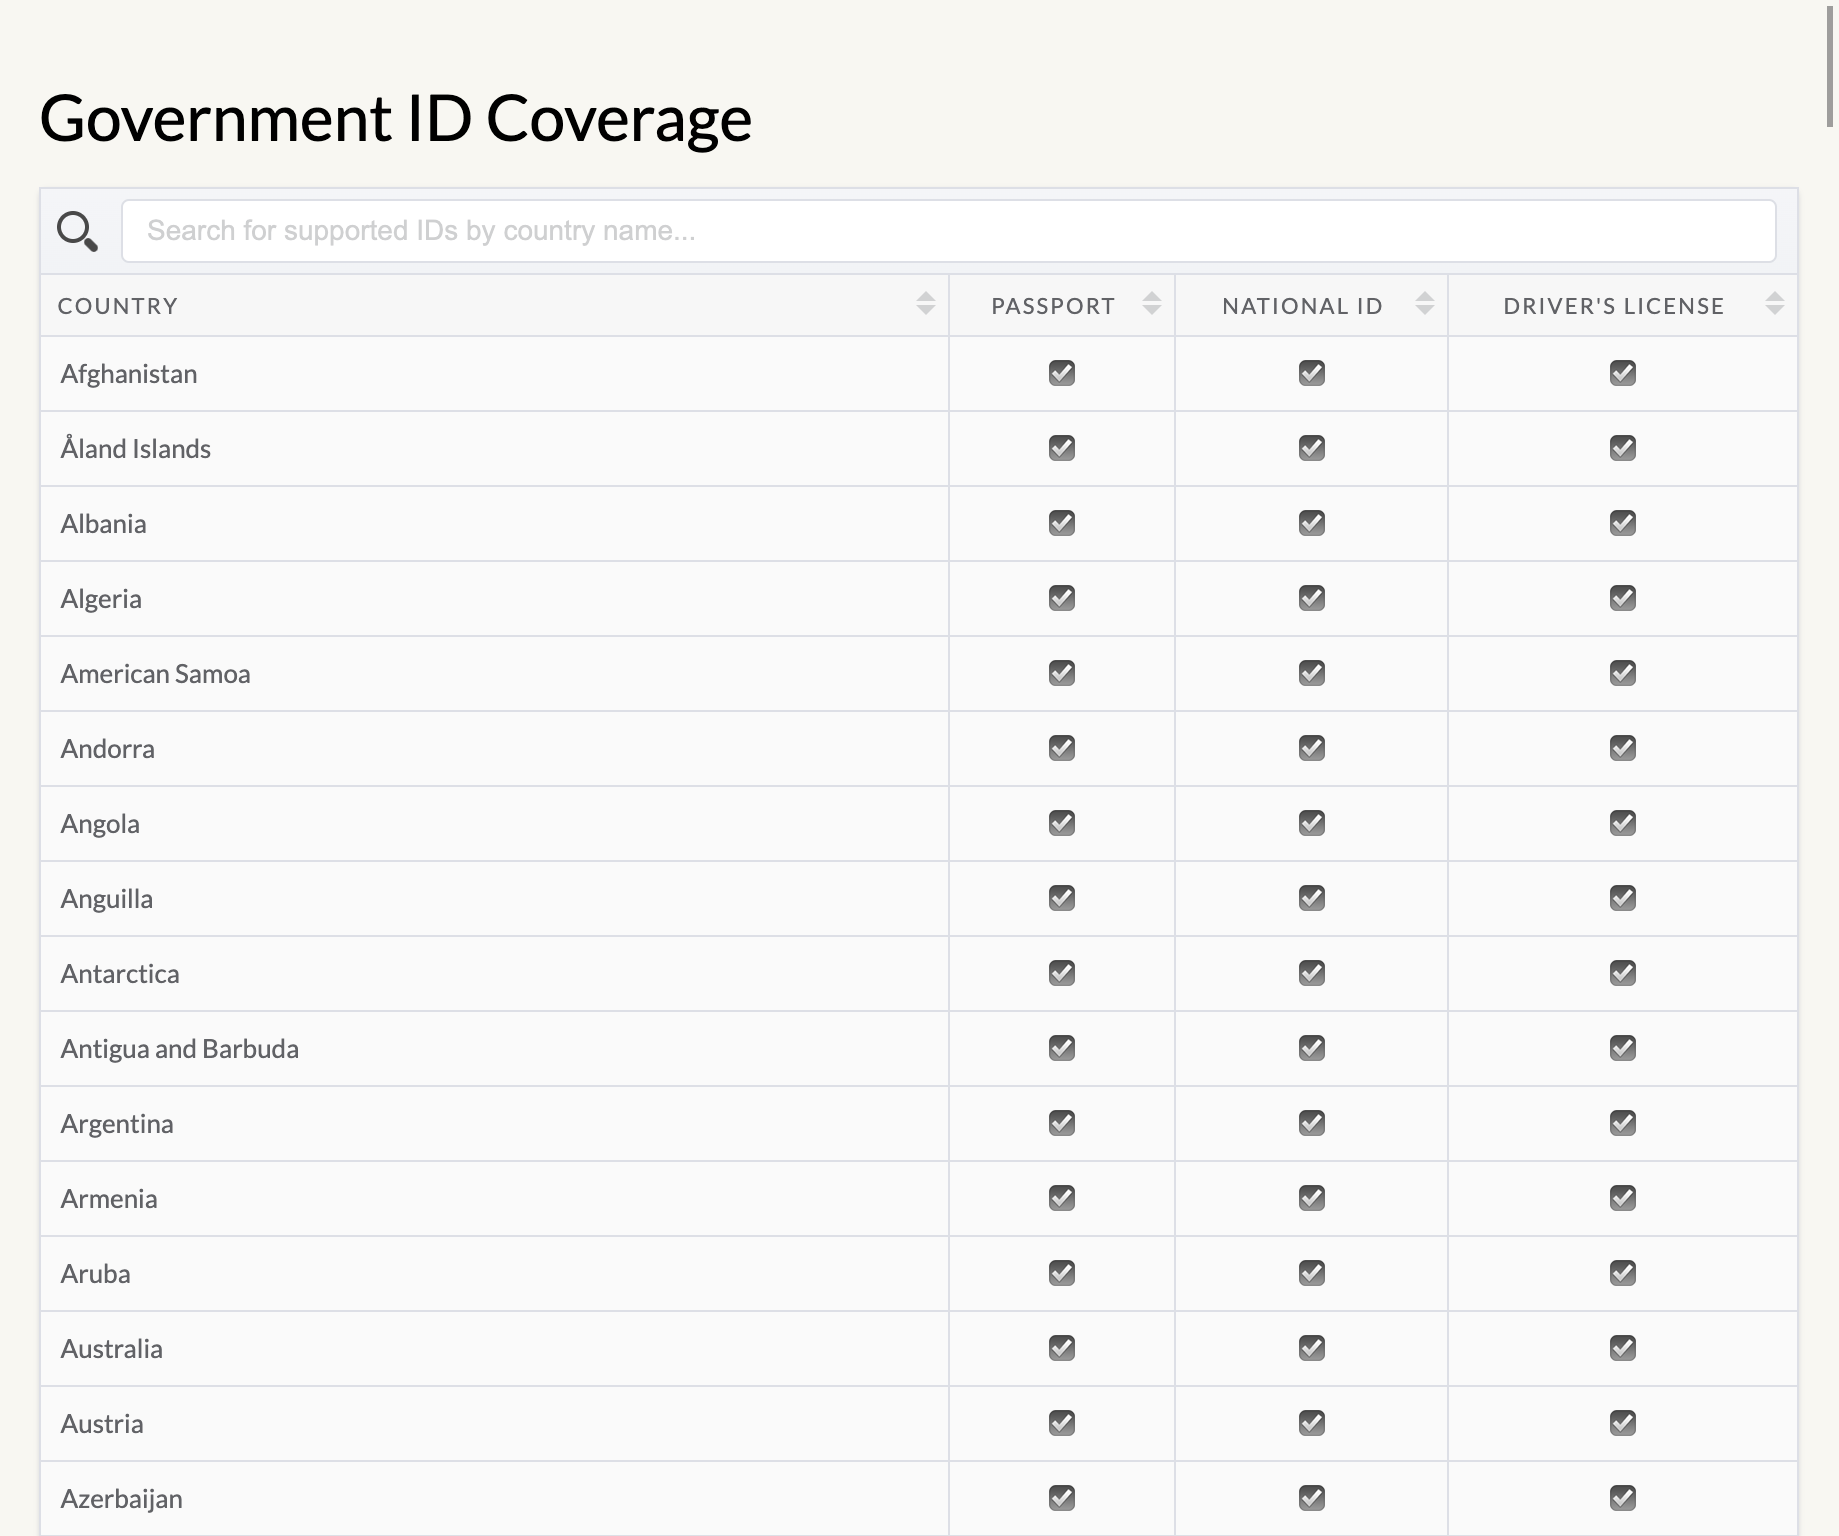 Government ID Coverage
Search for supported IDs by country name...
COUNTRY PASSPORT NATIONAL ID DRIVER'S LICENSE
Afghanistan
Åland Islands
Albania
Algeria
American Samoa
Andorra
Angola
Anguilla
Antarctica
Antigua and Barbuda
Argentina
Armenia
Aruba
Australia
Austria
Azerbaijan